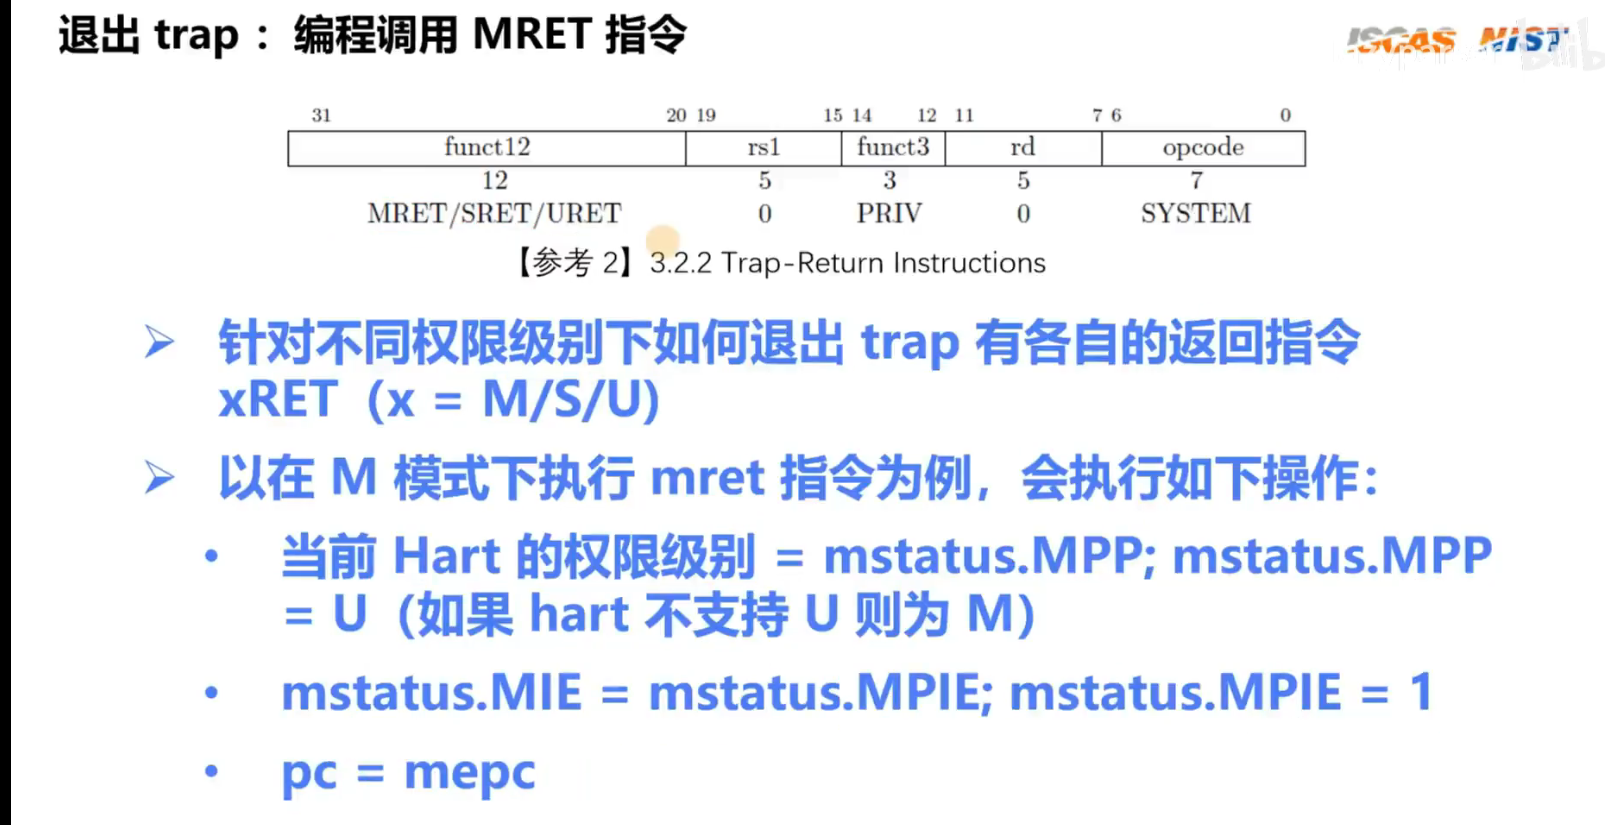 退出 trap ： 编程调用 MRET 指令
ISCAS MIST
31 20 19 15 14 12 11 7 6 0
funct12 rs1 funct3 rd opcode
12 5 3 5 7
MRET/SRET/URET 0 PRIV 0 SYSTEM
【参考 2】3.2.2 Trap-Return Instructions
➢ 针对不同权限级别下如何退出 trap 有各自的返回指令
xRET（x = M/S/U）
➢ 以在 M 模式下执行 mret 指令为例，会执行如下操作：
• 当前 Hart 的权限级别 = mstatus.MPP; mstatus.MPP
= U（如果 hart 不支持 U 则为 M）
• mstatus.MIE = mstatus.MPIE; mstatus.MPIE = 1
• pc = mepc